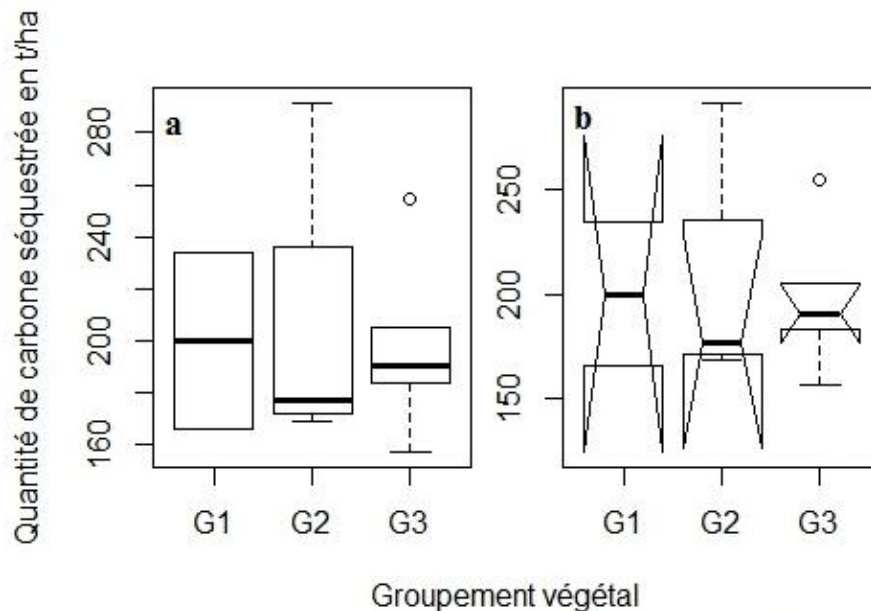 Quantité de carbone séquestrée en t/ha
a
280
240
200
160
G1 G2 G3
b
250
200
150
G1 G2 G3
Groupement végétal